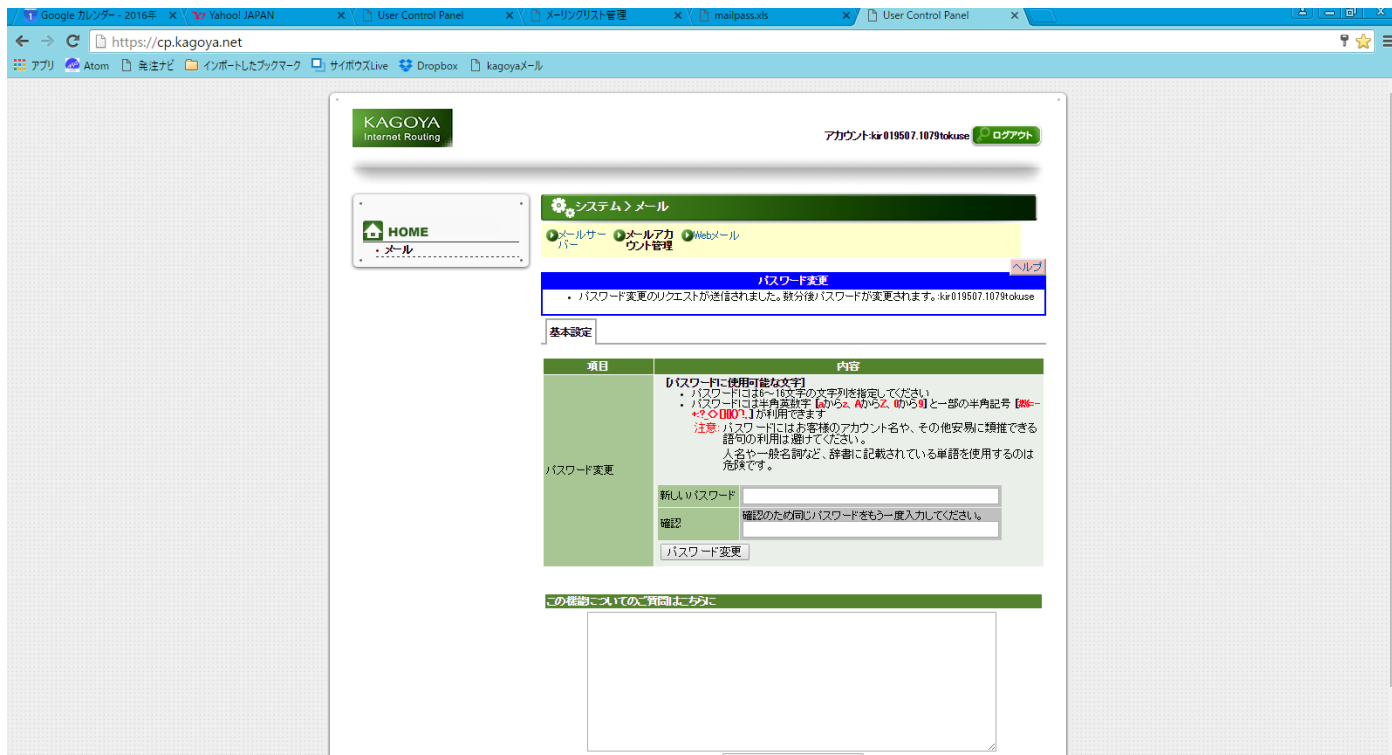 Google カレンダー - 2016年
Yahoo! JAPAN
User Control Panel
メーリングリスト管理
mailpass.xls
User Control Panel
https://cp.kagoya.net
アプリ Atom 発注ナビ インポートしたブックマーク サイボウズLive Dropbox kagoyaメール
KAGOYA
Internet Routing
アカウント:kir019507.1079tokuse ログアウト
HOME
・メール
システム > メール
メールサーバー メールアカウント管理 Webメール
ヘルプ
パスワード変更
・ パスワード変更のリクエストが送信されました。数分後パスワードが変更されます。:kir019507.1079tokuse
基本設定
項目 内容
パスワード変更
【パスワードに使用可能な文字】
・ パスワードには6~16文字の文字列を指定してください
・ パスワードには半角英数字 [aからz、AからZ、0から9] と一部の半角記号
が利用できます
注意: パスワードにはお客様のアカウント名や、その他安易に類推できる
語句の利用は避けてください。
人名や一般名詞など、辞書に記載されている単語を使用するのは
危険です。
新しいパスワード
確認
確認のため同じパスワードをもう一度入力してください。
パスワード変更
この機能についてのご質問はこちらに